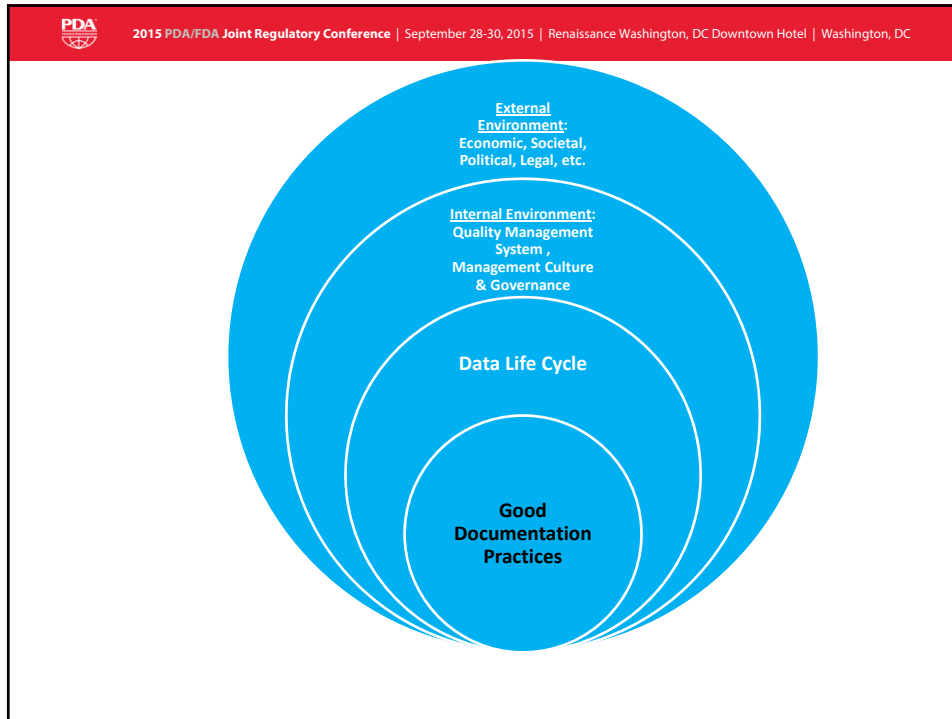 PDA
2015 PDA/FDA Joint Regulatory Conference | September 28-30, 2015 | Renaissance Washington, DC Downtown Hotel | Washington, DC
External
Environment:
Economic, Societal,
Political, Legal, etc.
Internal Environment:
Quality Management
System ,
Management Culture
& Governance
Data Life Cycle
Good
Documentation
Practices